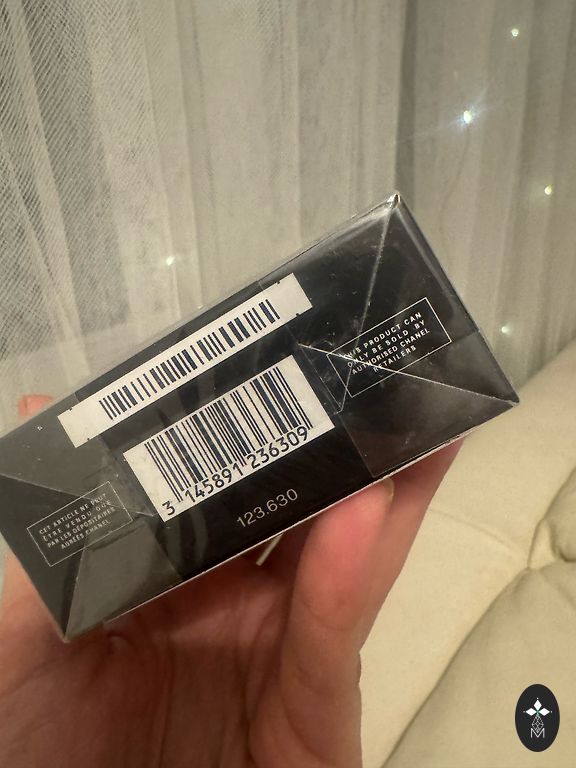 THIS PRODUCT CAN
ONLY BE SOLD BY
AUTHORISED CHANEL
RETAILERS
3 145891 236309
123.630
CET ARTICLE NE PEUT
ÊTRE VENDU QUE
PAR LES DÉPOSITAIRES
AGRÉÉS CHANEL
M